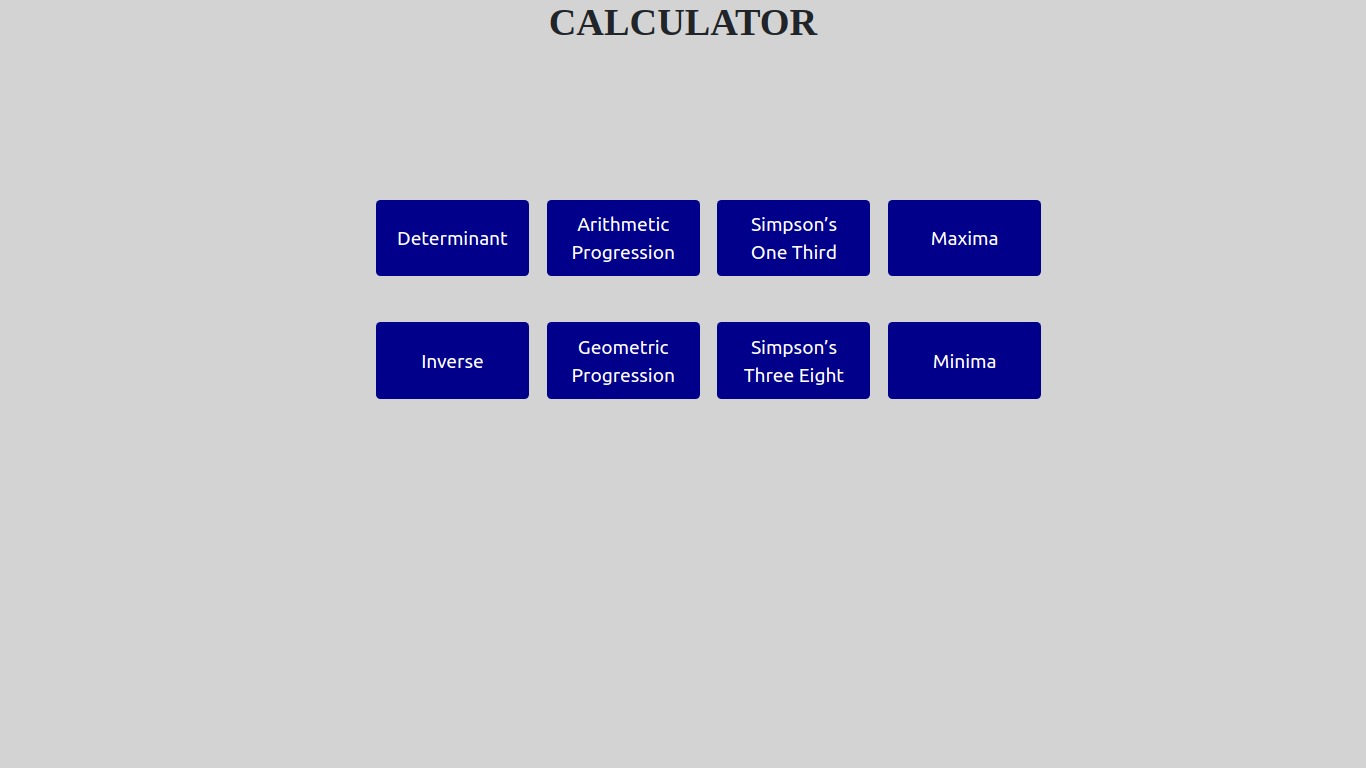 CALCULATOR
Determinant
Arithmetic
Progression
Simpson's
One Third
Maxima
Inverse
Geometric
Progression
Simpson's
Three Eight
Minima